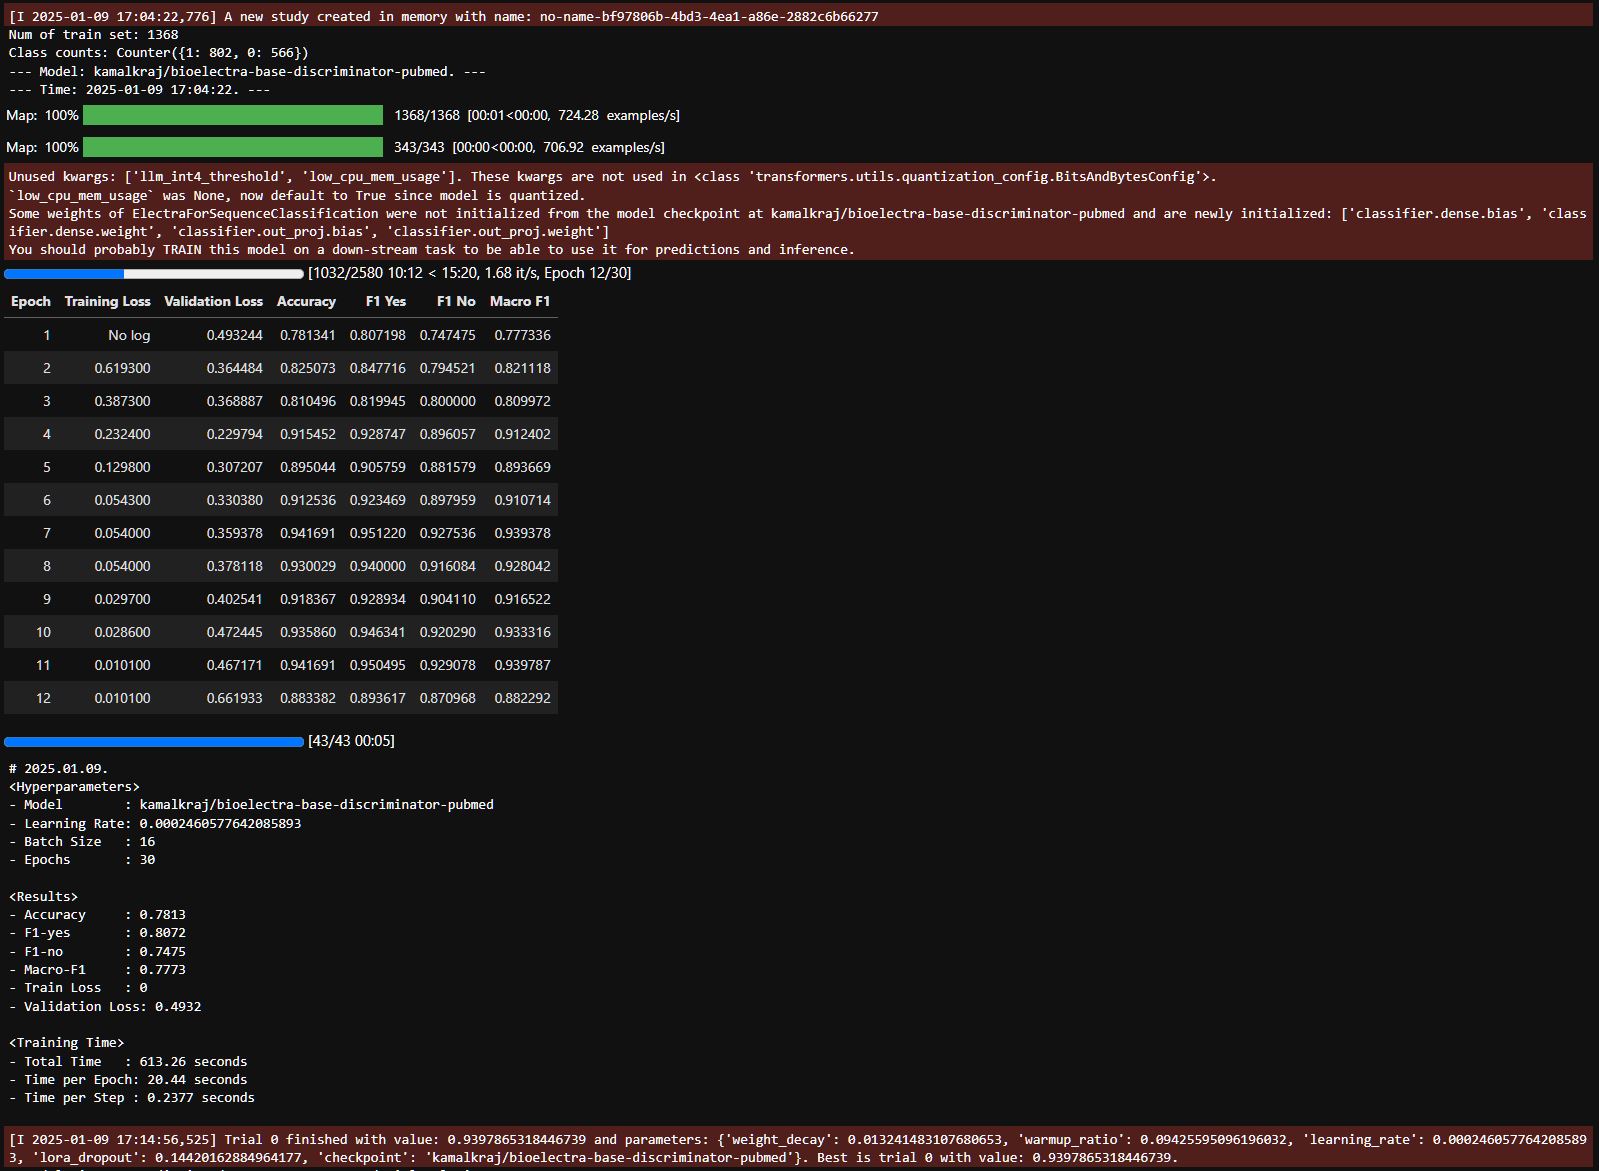 [I 2025-01-09 17:04:22,776] A new study created in memory with name: no-name-bf97806b-4bd3-4ea1-a86e-2882c6b66277
Num of train set: 1368
Class counts: Counter({1: 802, 0: 566})
--- Model: kamalkraj/bioelectra-base-discriminator-pubmed. ---
--- Time: 2025-01-09 17:04:22. ---
Map: 100% 1368/1368 [00:01<00:00, 724.28 examples/s]
Map: 100% 343/343 [00:00<00:00, 706.92 examples/s]
Unused kwargs: ['llm_int4_threshold', 'low_cpu_mem_usage']. These kwargs are not used in <class 'transformers.utils.quantization_config.BitsAndBytesConfig'>.
`low_cpu_mem_usage` was None, now default to True since model is quantized.
Some weights of ElectraForSequenceClassification were not initialized from the model checkpoint at kamalkraj/bioelectra-base-discriminator-pubmed and are newly initialized: ['classifier.dense.bias', 'class
ifier.dense.weight', 'classifier.out_proj.bias', 'classifier.out_proj.weight']
You should probably TRAIN this model on a down-stream task to be able to use it for predictions and inference.
[1032/2580 10:12 < 15:20, 1.68 it/s, Epoch 12/30]
Epoch Training Loss Validation Loss Accuracy F1 Yes F1 No Macro F1
1 No log 0.493244 0.781341 0.807198 0.747475 0.777336
2 0.619300 0.364484 0.825073 0.847716 0.794521 0.821118
3 0.387300 0.368887 0.810496 0.819945 0.800000 0.809972
4 0.232400 0.229794 0.915452 0.928747 0.896057 0.912402
5 0.129800 0.307207 0.895044 0.905759 0.881579 0.893669
6 0.054300 0.330380 0.912536 0.923469 0.897959 0.910714
7 0.054000 0.359378 0.941691 0.951220 0.927536 0.939378
8 0.054000 0.378118 0.930029 0.940000 0.916084 0.928042
9 0.029700 0.402541 0.918367 0.928934 0.904110 0.916522
10 0.028600 0.472445 0.935860 0.946341 0.920290 0.933316
11 0.010100 0.467171 0.941691 0.950495 0.929078 0.939787
12 0.010100 0.661933 0.883382 0.893617 0.870968 0.882292
[43/43 00:05]
# 2025.01.09.
<Hyperparameters>
- Model        : kamalkraj/bioelectra-base-discriminator-pubmed
- Learning Rate: 0.0002460577642085893
- Batch Size   : 16
- Epochs       : 30
<Results>
- Accuracy     : 0.7813
- F1-yes       : 0.8072
- F1-no        : 0.7475
- Macro-F1     : 0.7773
- Train Loss   : 0
- Validation Loss: 0.4932
<Training Time>
- Total Time   : 613.26 seconds
- Time per Epoch: 20.44 seconds
- Time per Step : 0.2377 seconds
[I 2025-01-09 17:14:56,525] Trial 0 finished with value: 0.9397865318446739 and parameters: {'weight_decay': 0.013241483107680653, 'warmup_ratio': 0.09425595096196032, 'learning_rate': 0.000246057764208589
3, 'lora_dropout': 0.14420162884964177, 'checkpoint': 'kamalkraj/bioelectra-base-discriminator-pubmed'}. Best is trial 0 with value: 0.9397865318446739.